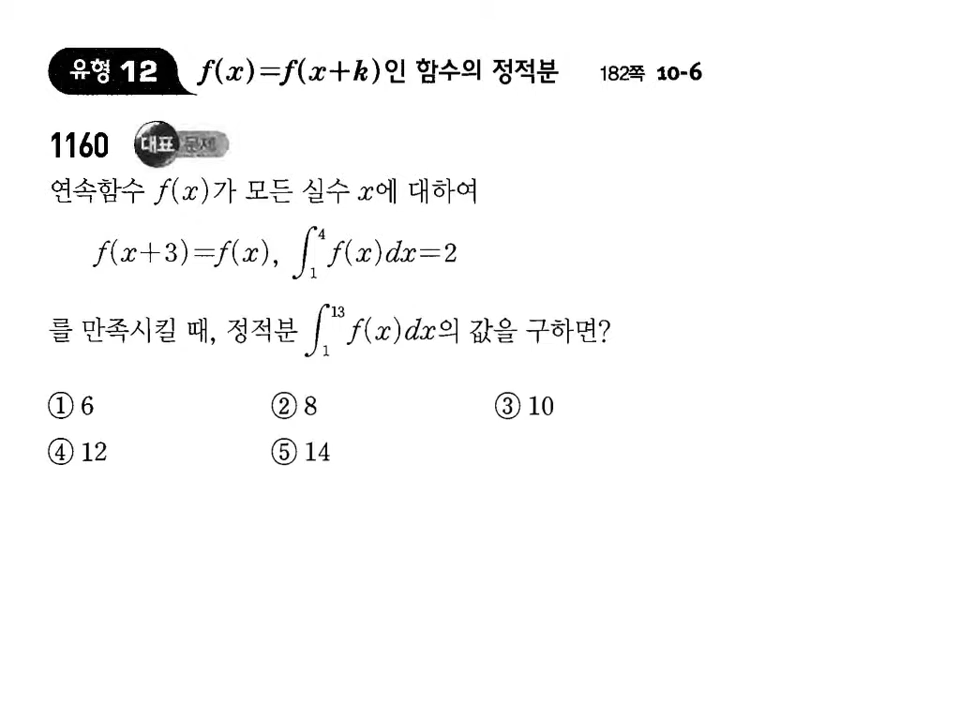 유형 12 f(x)=f(x+k)인 함수의 정적분 182쪽 10-6
1160 대표 문제
연속함수 f(x)가 모든 실수 x에 대하여
f(x+3)=f(x), ∫₁⁴ f(x)dx=2
를 만족시킬 때, 정적분 ∫₁¹³ f(x)dx의 값을 구하면?
① 6 ② 8 ③ 10
④ 12 ⑤ 14